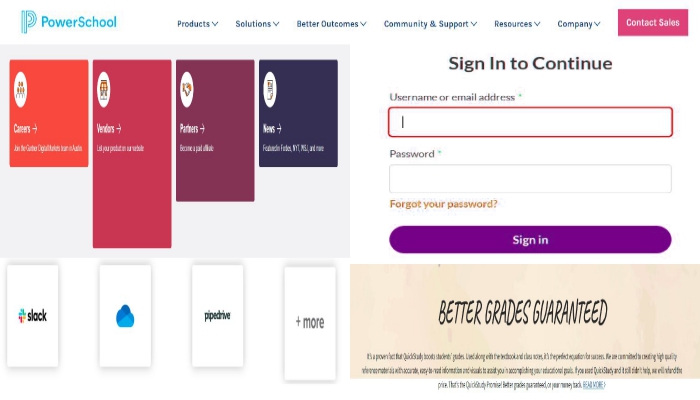 PowerSchool
Products Solutions Better Outcomes Community & Support Resources Company Contact Sales
Careers →
Join the Gartner Digital Markets team in Austin
Vendors →
List your product on our website
Partners →
Become a paid affiliate
News →
Featured in Forbes, NYT, WSJ, and more
Sign In to Continue
Username or email address *
Password *
Forgot your password?
Sign in
slack
pipedrive
+ more
BETTER GRADES GUARANTEED
It's a proven fact that QuickStudy boosts students' grades. Used along with the textbook and class notes, it's the perfect equation for success. We are committed to creating high quality
reference materials with accurate, easy-to-read information and visuals to assist you in accomplishing your educational goals. If you used QuickStudy and it still didn't help, we will refund the
price. That's the QuickStudy Promise! Better grades guaranteed, or your money back. READ MORE>